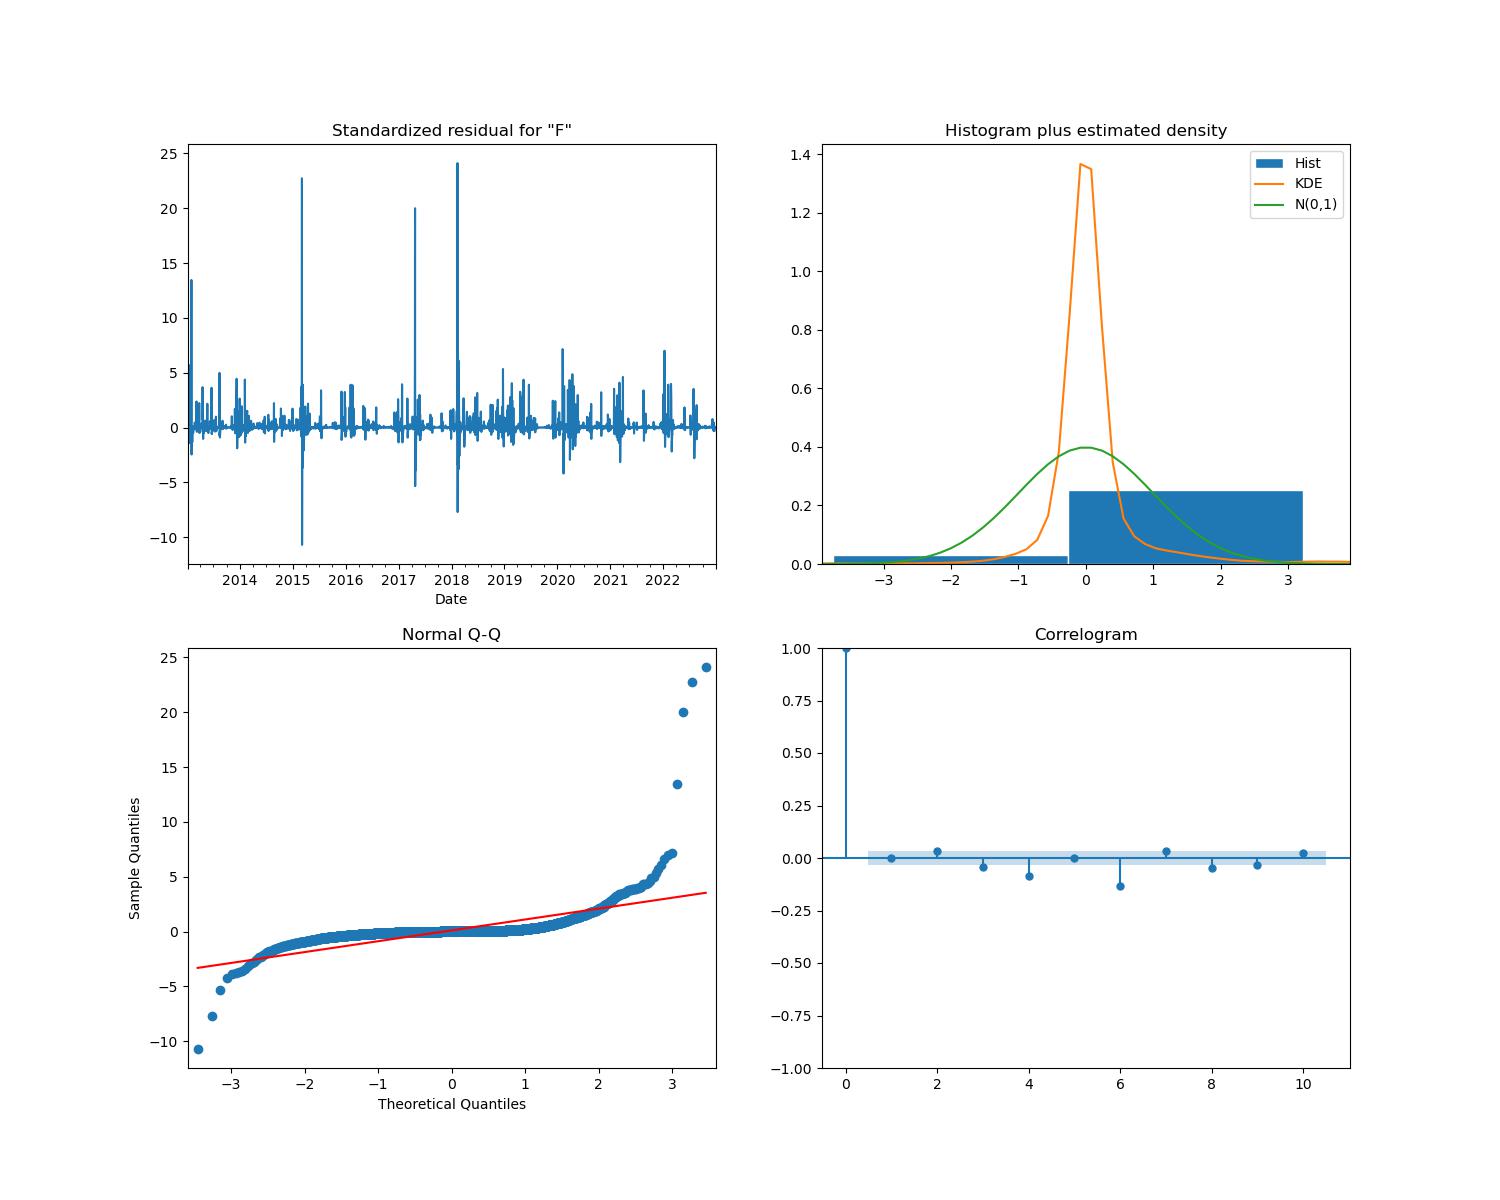 Standardized residual for "F"
25
20
15
10
5
0
−5
−10
2014 2015 2016 2017 2018 2019 2020 2021 2022
Date
Histogram plus estimated density
1.4
1.2
1.0
0.8
0.6
0.4
0.2
0.0
Hist
KDE
N(0,1)
−3 −2 −1 0 1 2 3
Normal Q-Q
Sample Quantiles
25
20
15
10
5
0
−5
−10
−3 −2 −1 0 1 2 3
Theoretical Quantiles
Correlogram
1.00
0.75
0.50
0.25
0.00
−0.25
−0.50
−0.75
−1.00
0 2 4 6 8 10